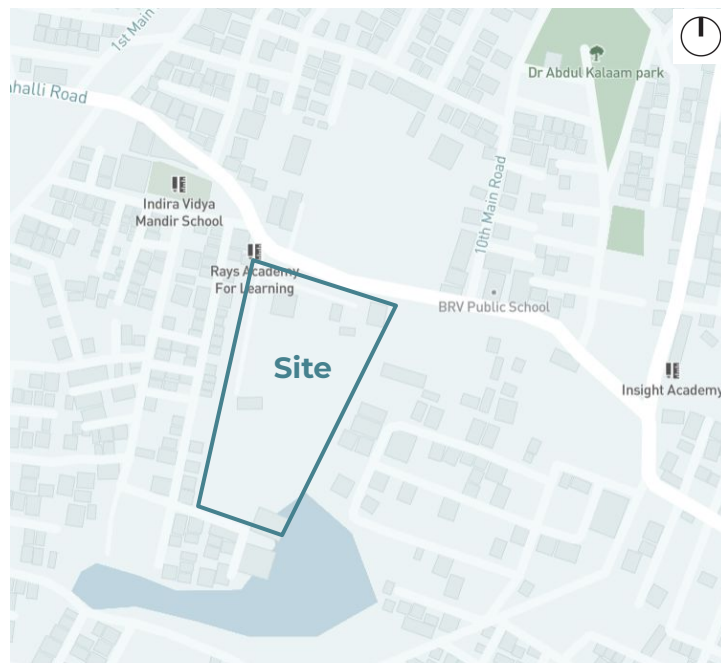 1st Main
Dr Abdul Kalaam park
ahalli Road
10th Main Road
Indira Vidya
Mandir School
Rays Academy
For Learning
BRV Public School
Site
Insight Academy